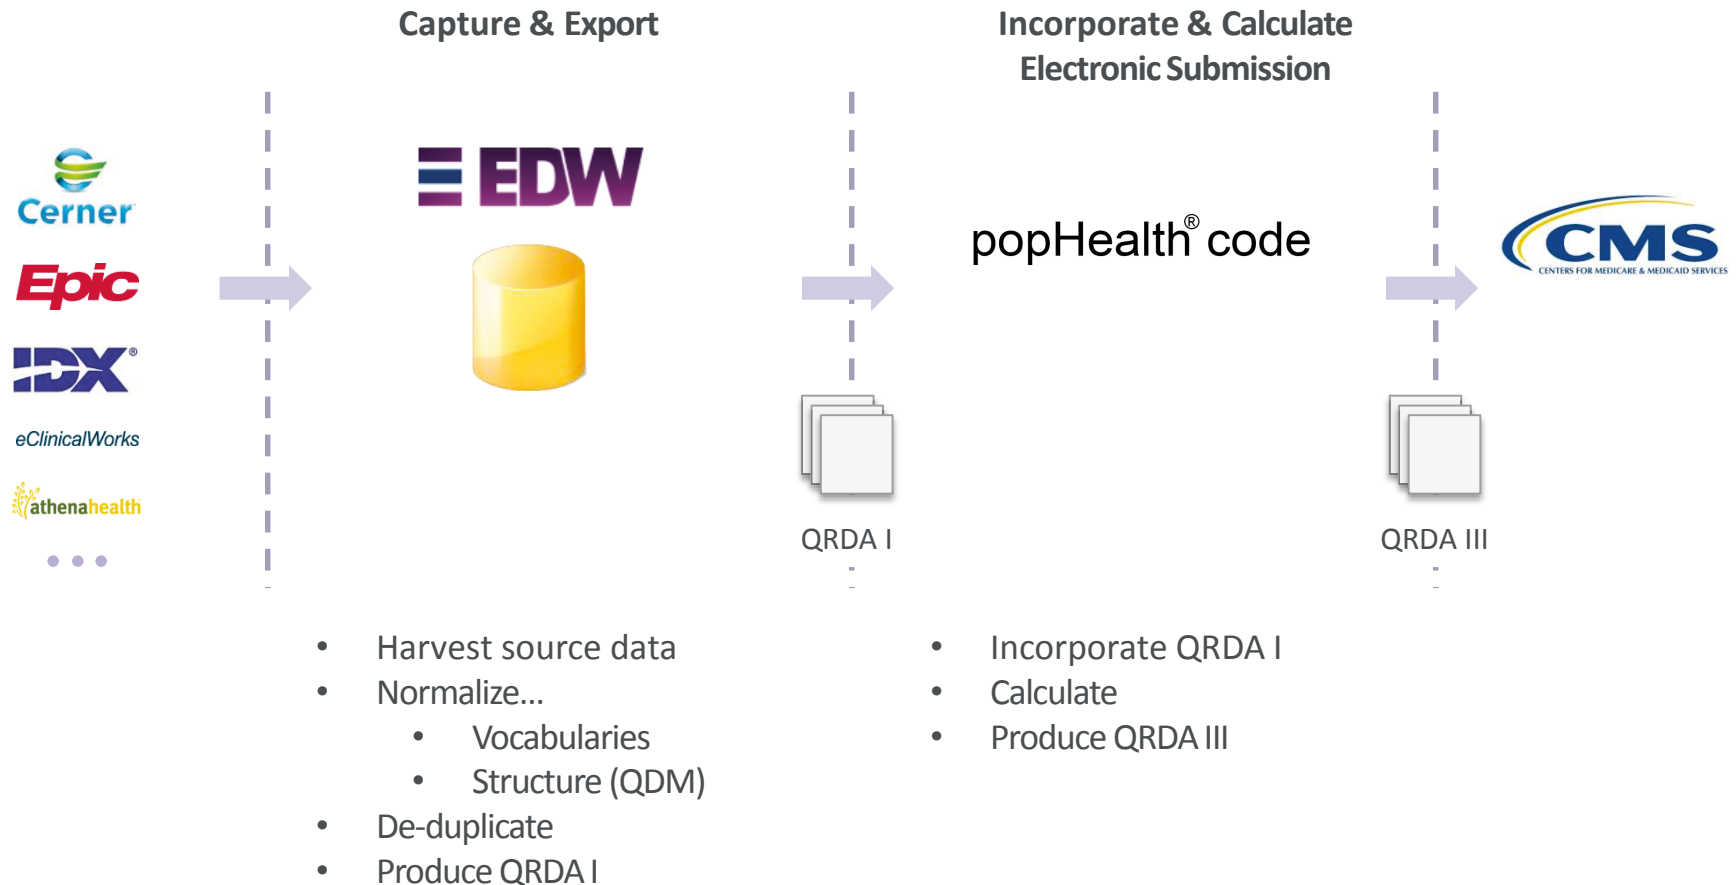 Capture & Export
Incorporate & Calculate
Electronic Submission
Cerner
Epic
IDX®
eClinicalWorks
athenahealth
EDW
popHealth® code
CMS
CENTERS FOR MEDICARE & MEDICAID SERVICES
QRDA I
QRDA III
• Harvest source data
• Normalize...
• Vocabularies
• Structure (QDM)
• De-duplicate
• Produce QRDA I
• Incorporate QRDA I
• Calculate
• Produce QRDA III